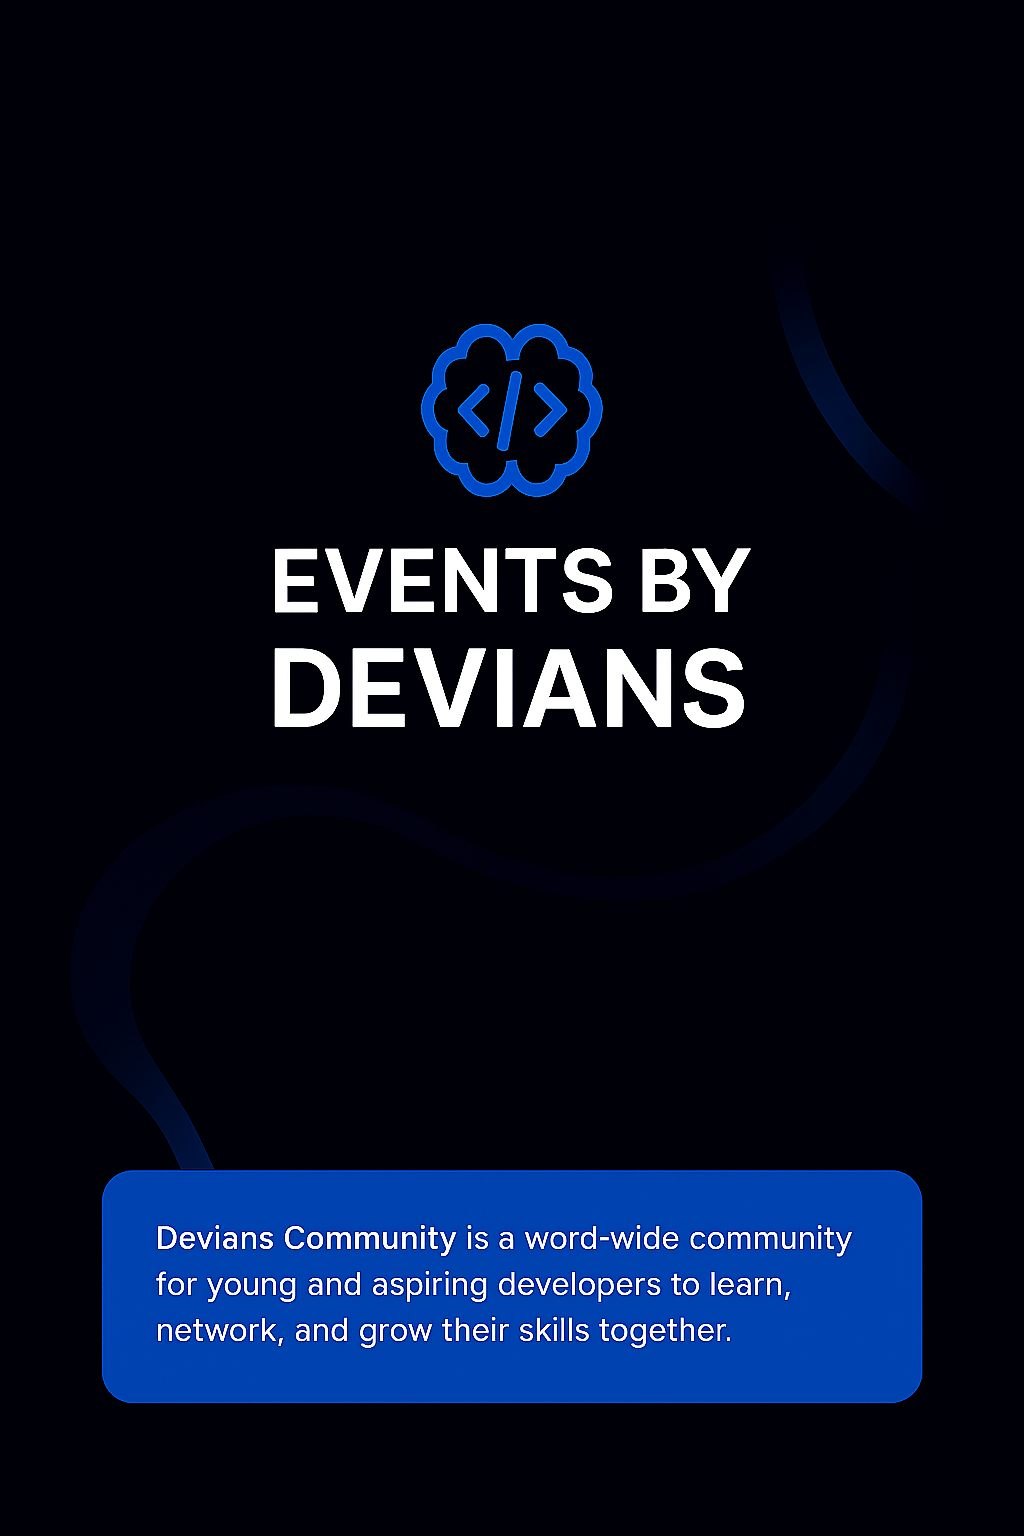 </>
EVENTS BY
DEVIANS
Devians Community is a word-wide community
for young and aspiring developers to learn,
network, and grow their skills together.